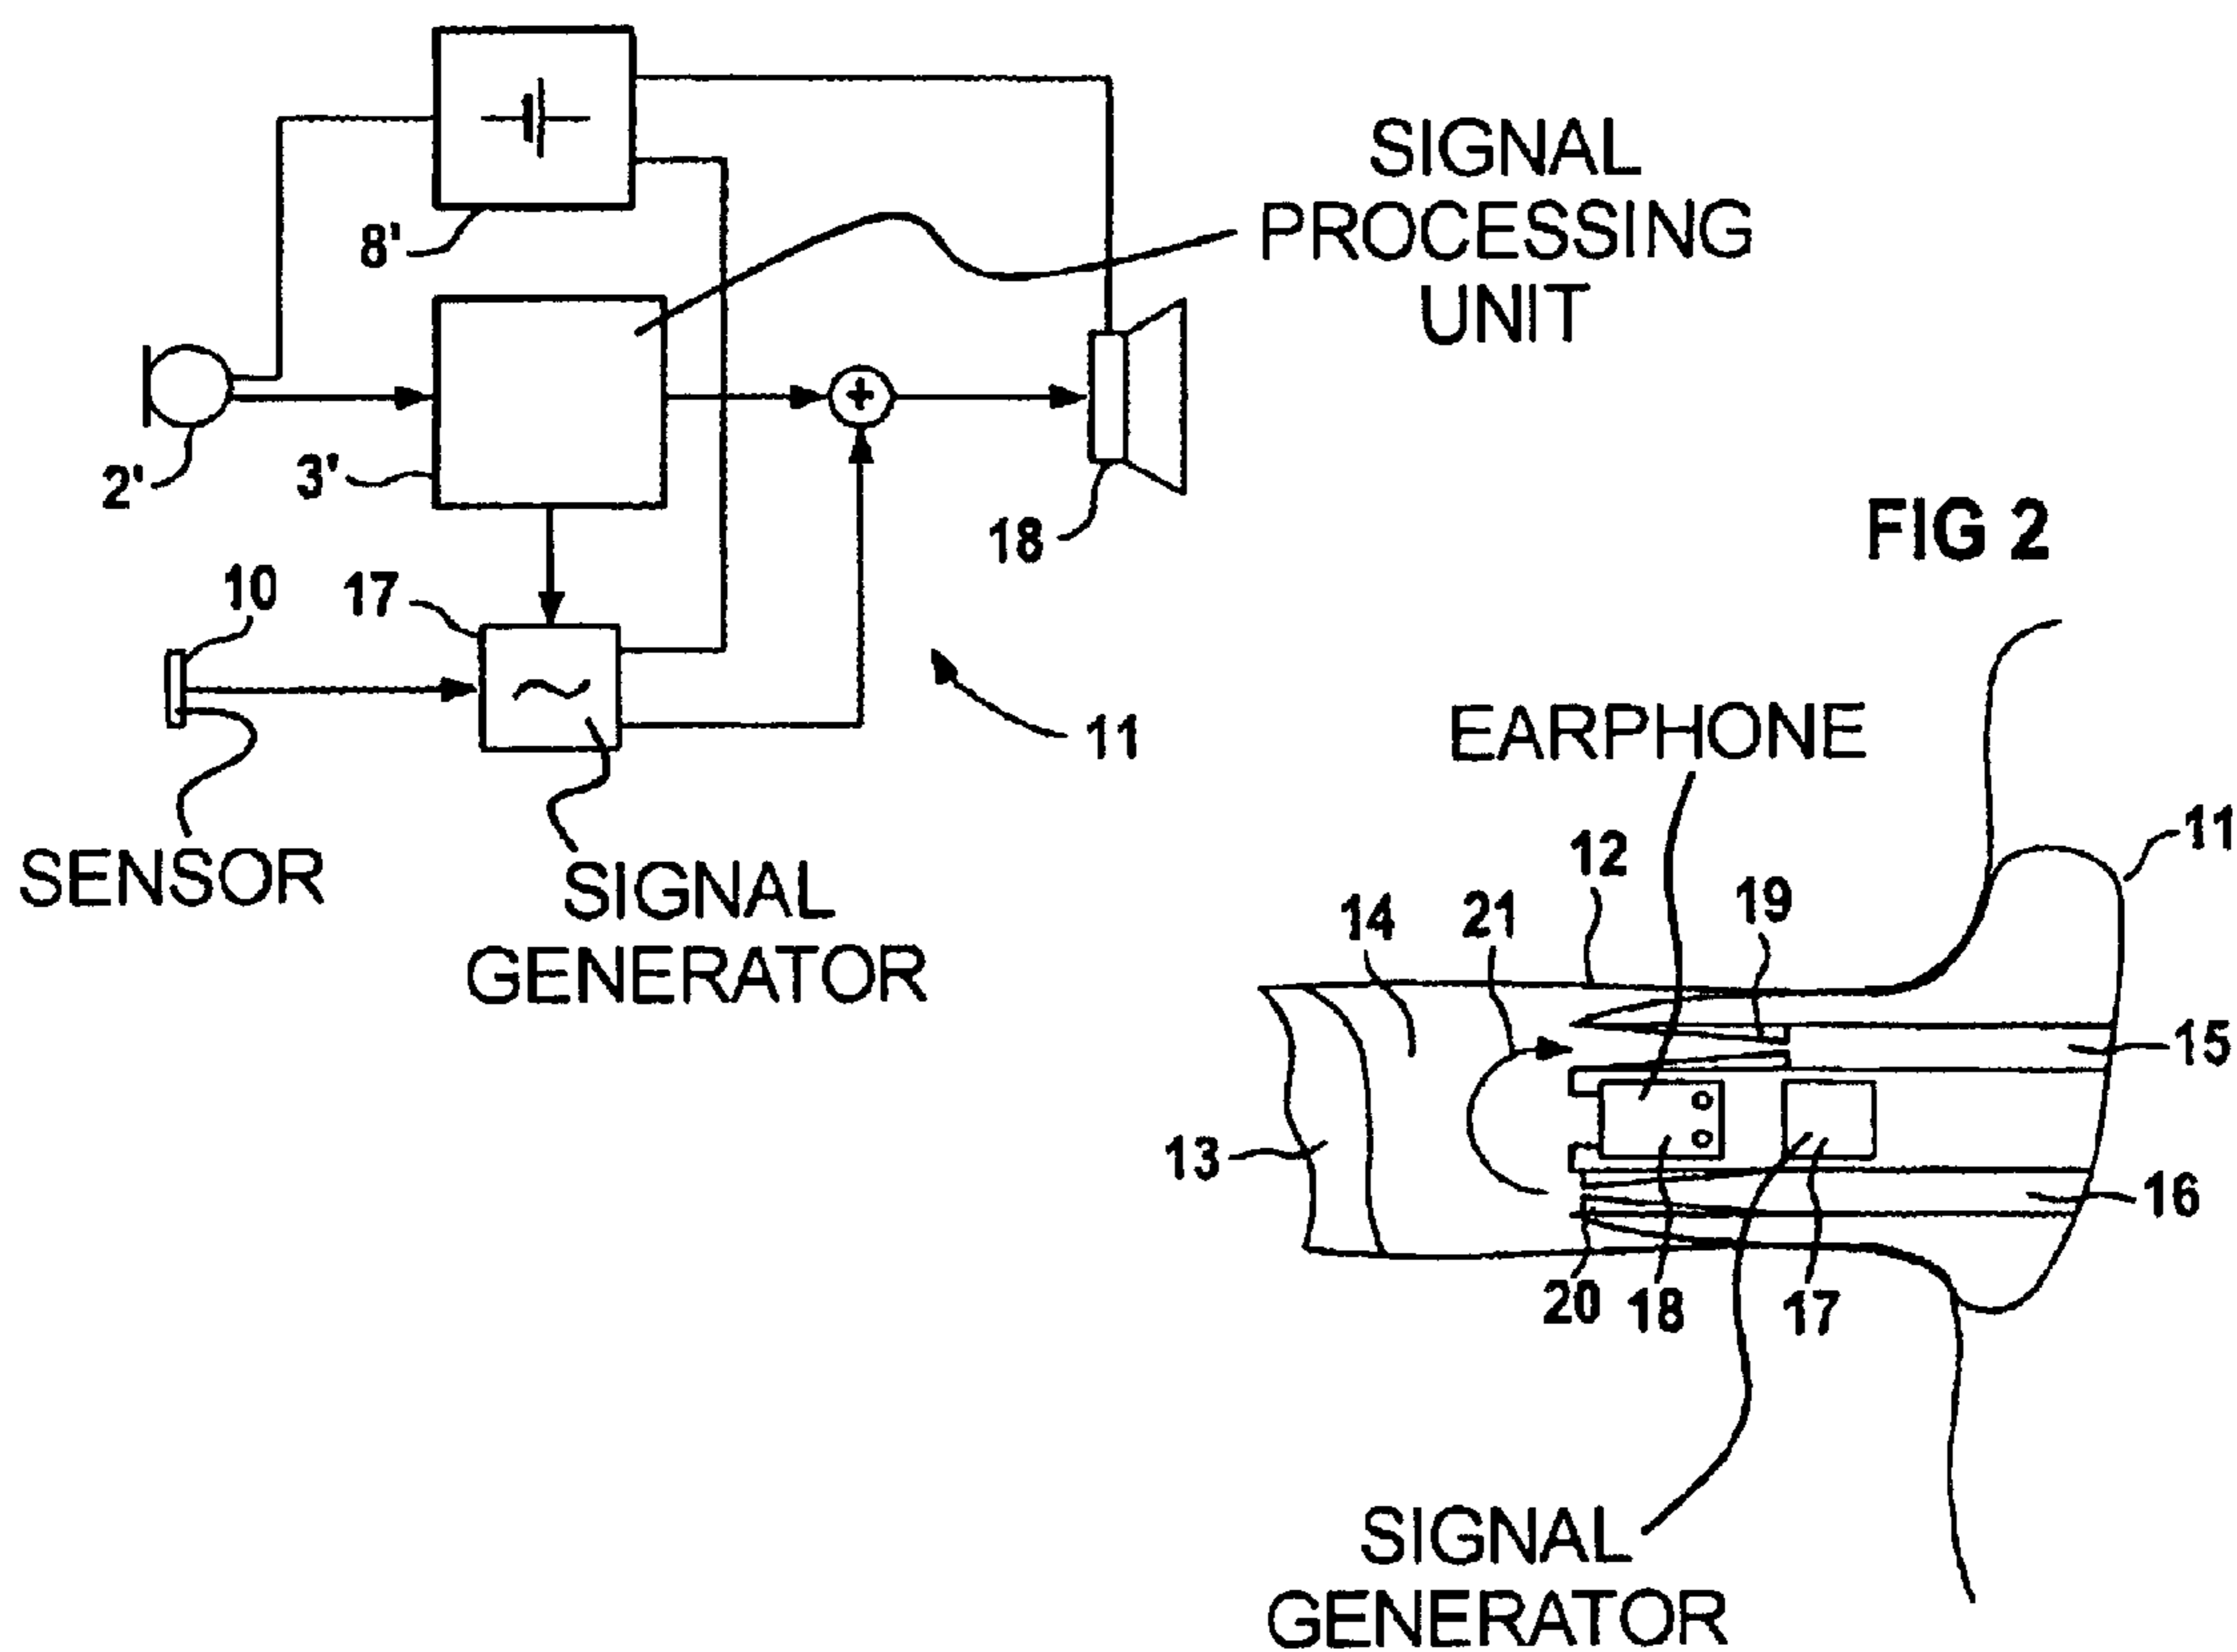 SIGNAL
PROCESSING
UNIT
8'
2'
3'
18
FIG 2
10
17
11
SENSOR
SIGNAL
GENERATOR
EARPHONE
11
12
19
14
21
15
13
16
20
18
17
SIGNAL
GENERATOR